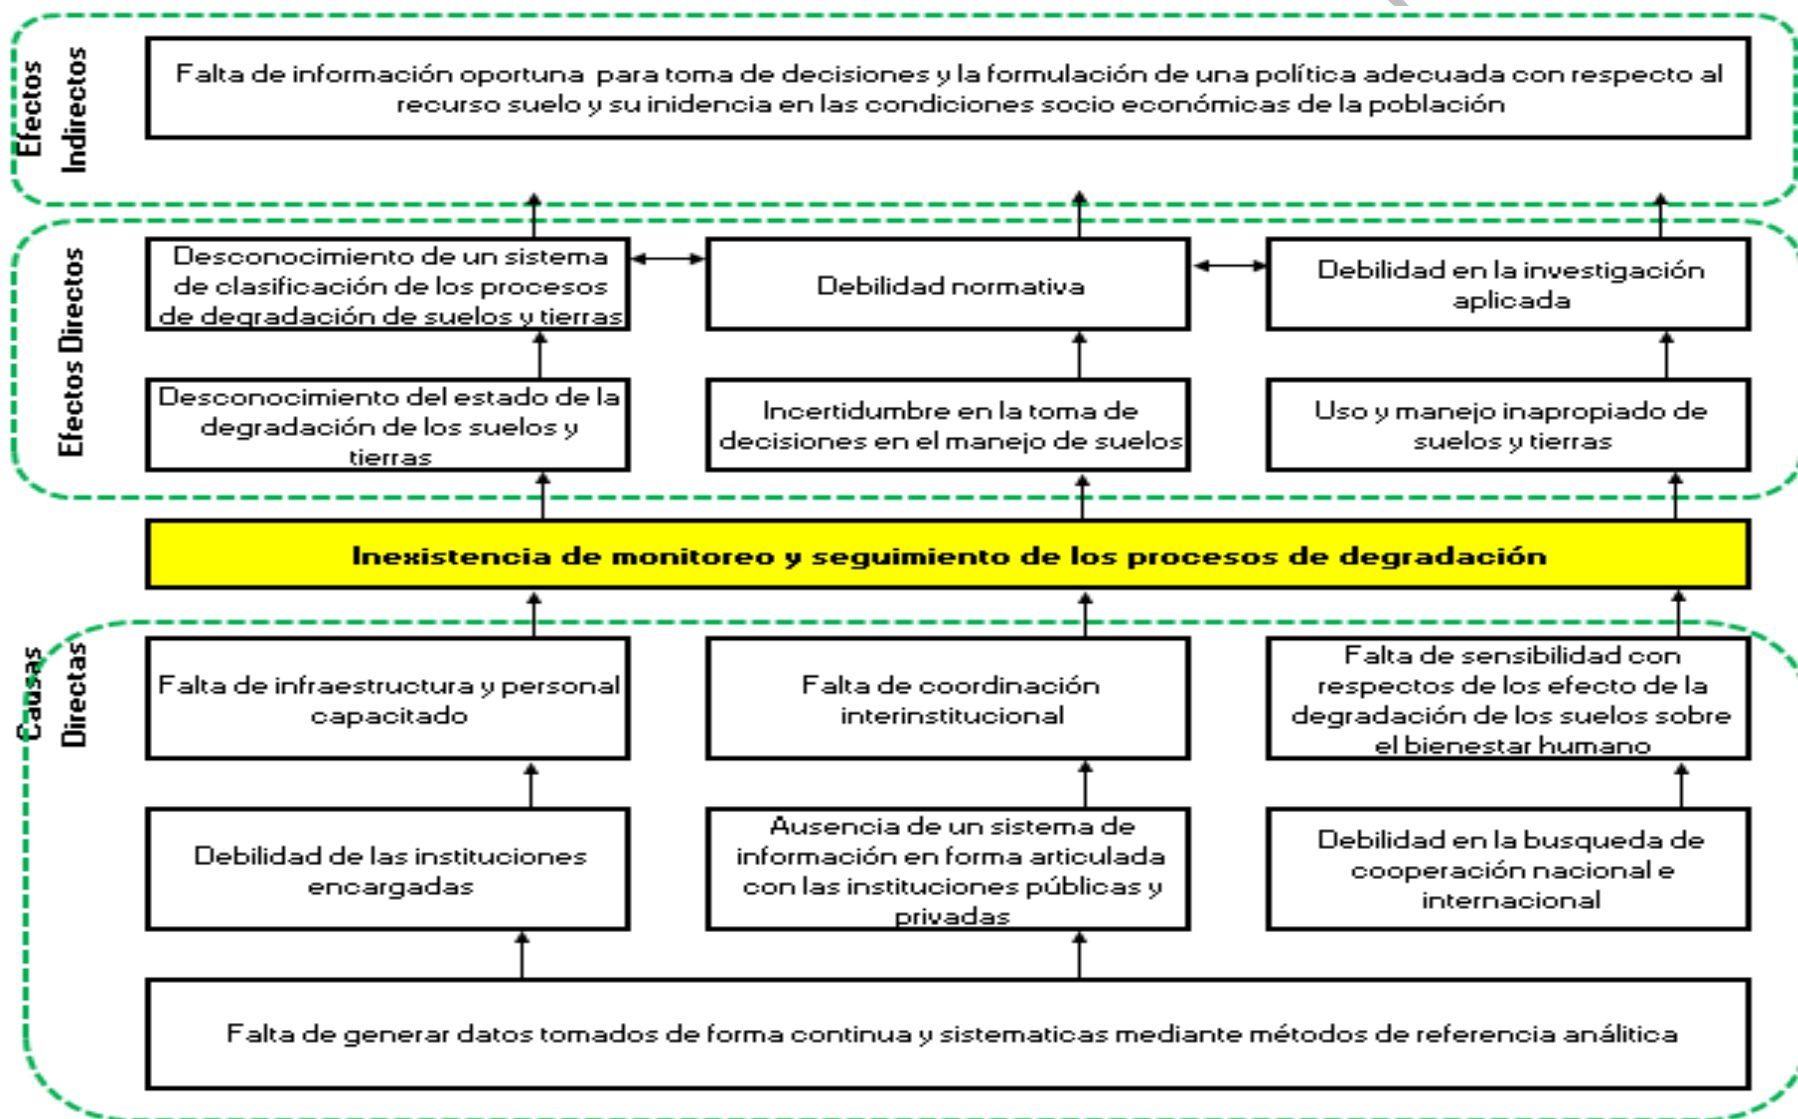 Efectos
Indirectos
Falta de información oportuna para toma de decisiones y la formulación de una política adecuada con respecto al
recurso suelo y su inidencia en las condiciones socio económicas de la población
Efectos Directos
Desconocimiento de un sistema
de clasificación de los procesos
de degradación de suelos y tierras
Debilidad normativa
Debilidad en la investigación
aplicada
Desconocimiento del estado de la
degradación de los suelos y
tierras
Incertidumbre en la toma de
decisiones en el manejo de suelos
Uso y manejo inapropiado de
suelos y tierras
Inexistencia de monitoreo y seguimiento de los procesos de degradación
Causas
Directas
Falta de infraestructura y personal
capacitado
Falta de coordinación
interinstitucional
Falta de sensibilidad con
respectos de los efecto de la
degradación de los suelos sobre
el bienestar humano
Debilidad de las instituciones
encargadas
Ausencia de un sistema de
información en forma articulada
con las instituciones públicas y
privadas
Debilidad en la busqueda de
cooperación nacional e
internacional
Falta de generar datos tomados de forma continua y sistematicas mediante métodos de referencia análitica